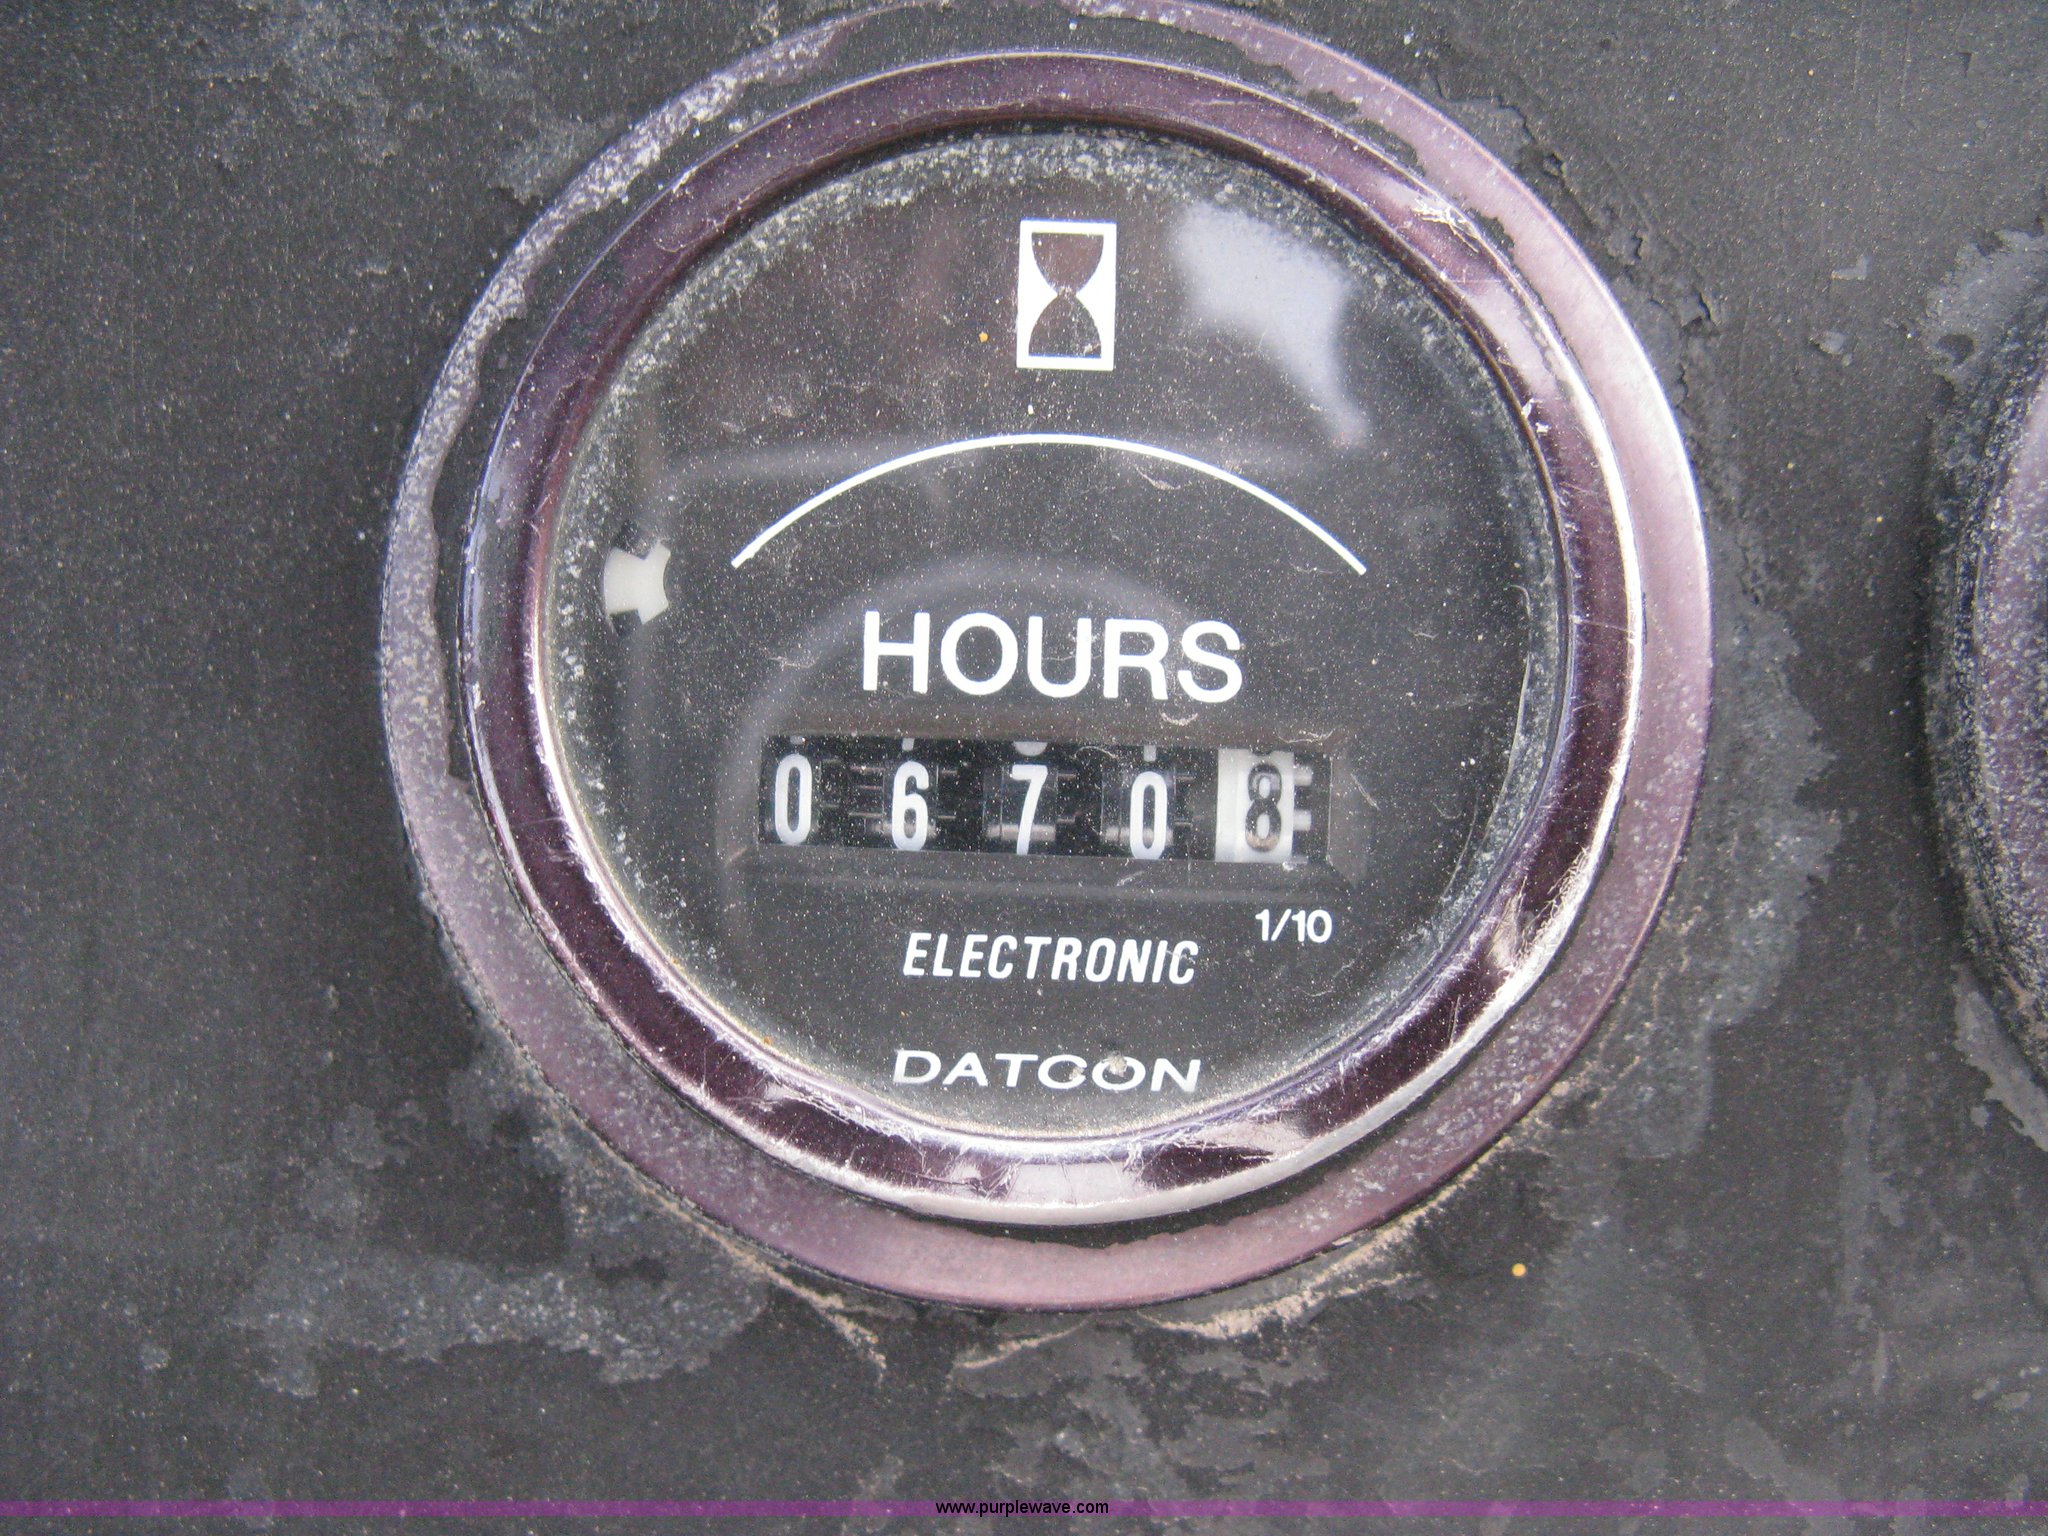 HOURS
06708
1/10
ELECTRONIC
DATCON
www.purplewave.com